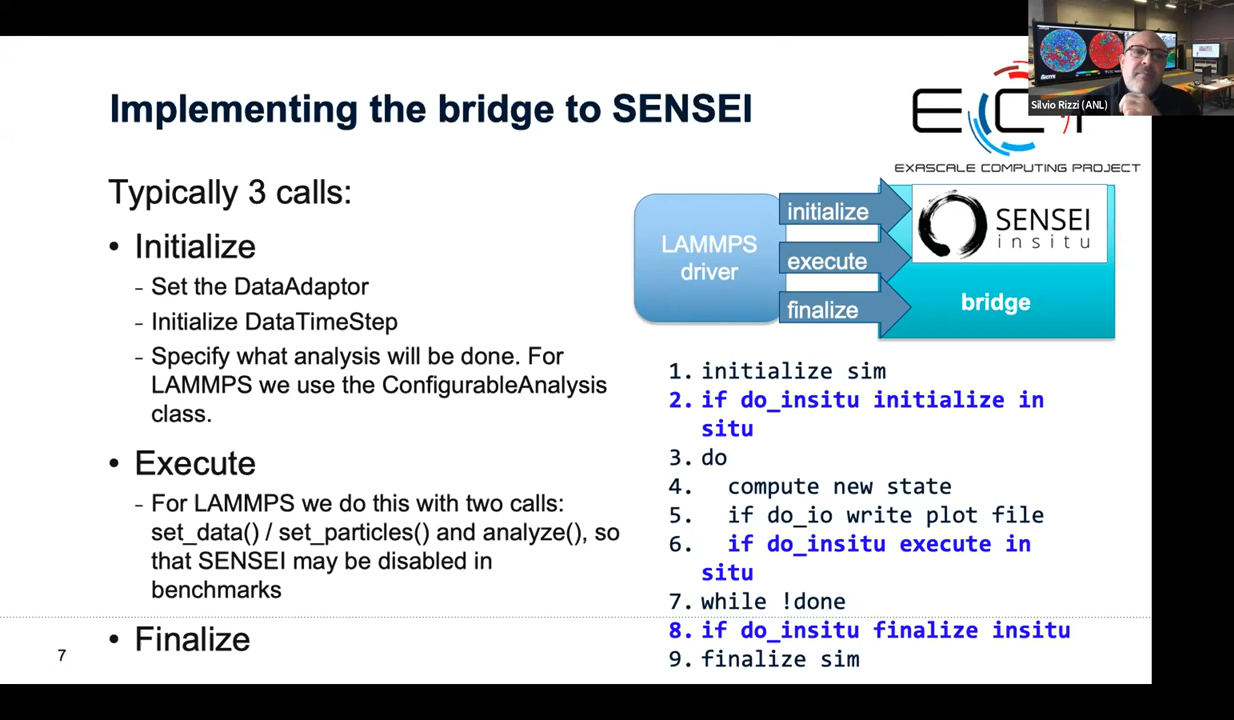 Silvio Rizzi (ANL)
Implementing the bridge to SENSEI
EXASCALE COMPUTING PROJECT
Typically 3 calls:
• Initialize
- Set the DataAdaptor
- Initialize DataTimeStep
- Specify what analysis will be done. For
LAMMPS we use the ConfigurableAnalysis
class.
• Execute
- For LAMMPS we do this with two calls:
set_data() / set_particles() and analyze(), so
that SENSEI may be disabled in
benchmarks
• Finalize
LAMMPS
driver
initialize
execute
finalize
SENSEI
insitu
bridge
1. initialize sim
2. if do_insitu initialize in
situ
3. do
4. compute new state
5. if do_io write plot file
6. if do_insitu execute in
situ
7. while !done
8. if do_insitu finalize insitu
9. finalize sim
7